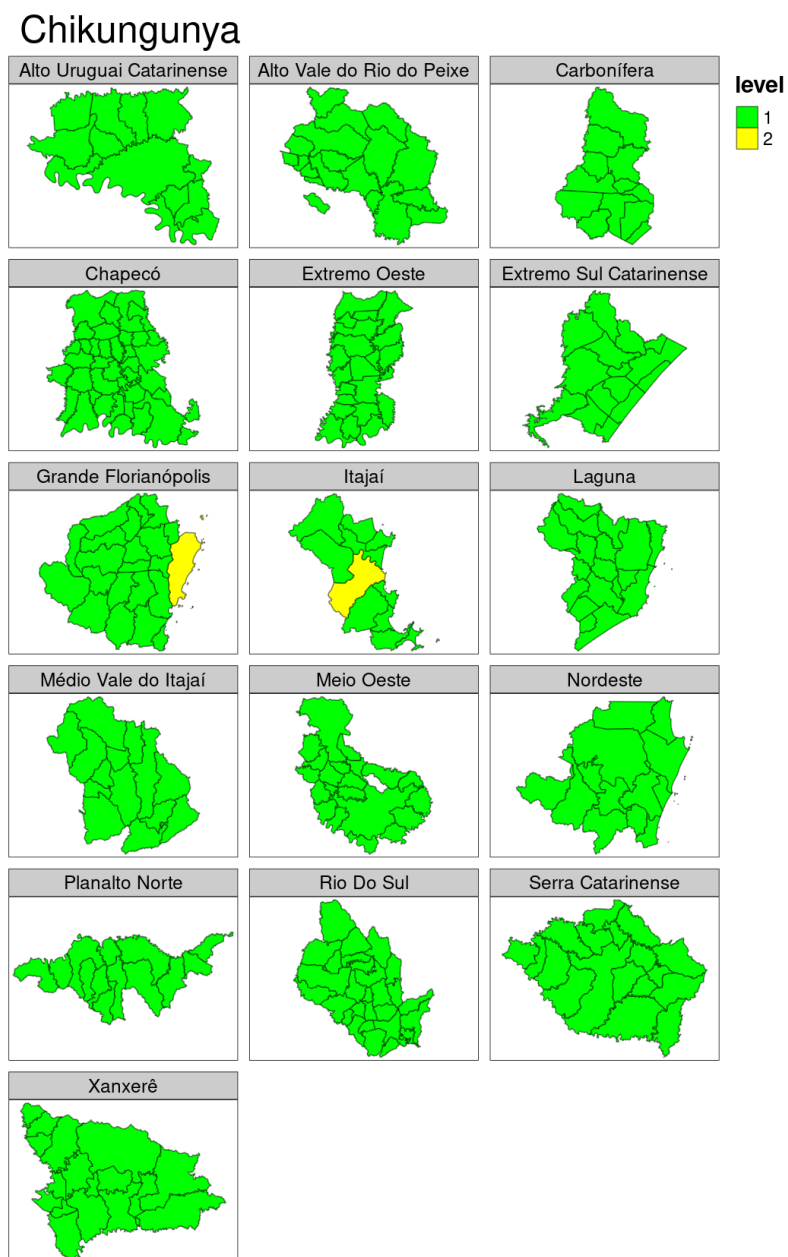 Chikungunya
Alto Uruguai Catarinense
Alto Vale do Rio do Peixe
Carbonífera
level
1
2
Chapecó
Extremo Oeste
Extremo Sul Catarinense
Grande Florianópolis
Itajaí
Laguna
Médio Vale do Itajaí
Meio Oeste
Nordeste
Planalto Norte
Rio Do Sul
Serra Catarinense
Xanxerê